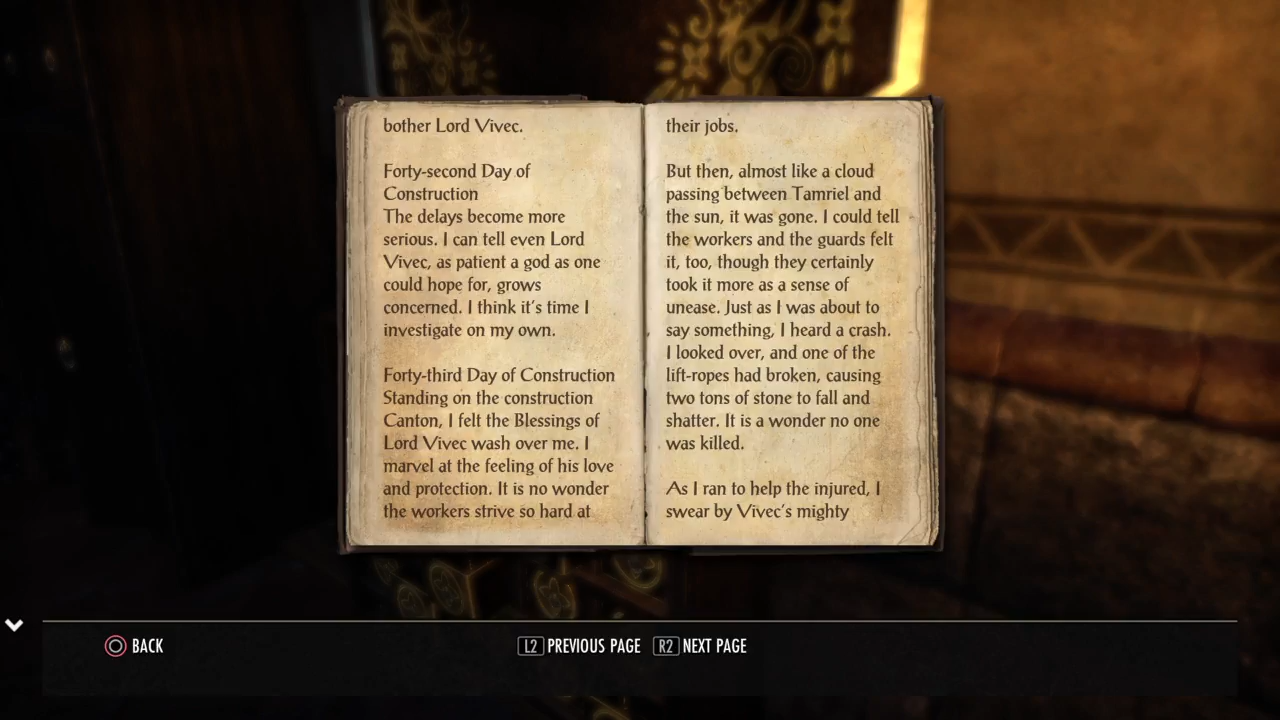 bother Lord Vivec.
Forty-second Day of
Construction
The delays become more
serious. I can tell even Lord
Vivec, as patient a god as one
could hope for, grows
concerned. I think it's time I
investigate on my own.
Forty-third Day of Construction
Standing on the construction
Canton, I felt the Blessings of
Lord Vivec wash over me. I
marvel at the feeling of his love
and protection. It is no wonder
the workers strive so hard at
their jobs.
But then, almost like a cloud
passing between Tamriel and
the sun, it was gone. I could tell
the workers and the guards felt
it, too, though they certainly
took it more as a sense of
unease. Just as I was about to
say something, I heard a crash.
I looked over, and one of the
lift-ropes had broken, causing
two tons of stone to fall and
shatter. It is a wonder no one
was killed.
As I ran to help the injured, I
swear by Vivec's mighty
BACK
L2 PREVIOUS PAGE R2 NEXT PAGE